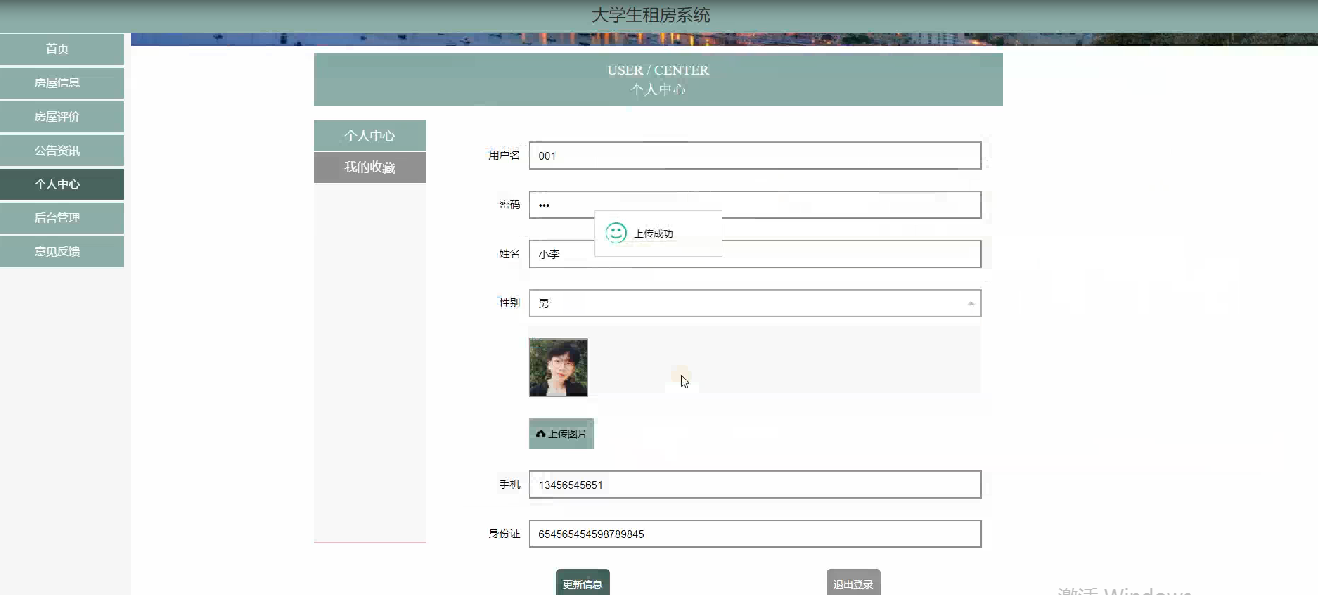 大学生租房系统
首页
房屋信息
房屋评价
公告资讯
个人中心
后台管理
意见反馈
USER / CENTER
个人中心
个人中心
我的收藏
用户名 001
密码 •••
上传成功
姓名 小李
性别 男
上传图片
手机 13456545651
身份证 654565454598789845
更新信息 退出登录
激活 Windows